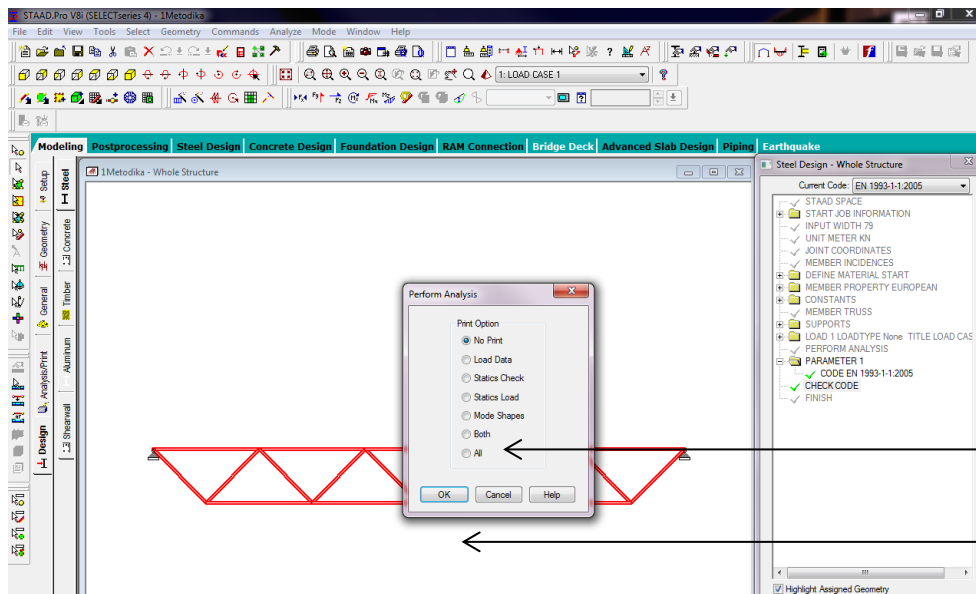 STAAD.Pro V8i (SELECTseries 4) - 1Metodika
File Edit View Tools Select Geometry Commands Analyze Mode Window Help
1: LOAD CASE 1
Modeling Postprocessing Steel Design Concrete Design Foundation Design RAM Connection Bridge Deck Advanced Slab Design Piping Earthquake
Setup
Geometry
General
Analysis/Print
Design
Steel
Concrete
Timber
Aluminum
Shearwall
1Metodika - Whole Structure
Perform Analysis
Print Option
No Print
Load Data
Statics Check
Statics Load
Mode Shapes
Both
All
OK Cancel Help
Steel Design - Whole Structure
Current Code: EN 1993-1-1:2005
STAAD SPACE
START JOB INFORMATION
INPUT WIDTH 79
UNIT METER KN
JOINT COORDINATES
MEMBER INCIDENCES
DEFINE MATERIAL START
MEMBER PROPERTY EUROPEAN
CONSTANTS
MEMBER TRUSS
SUPPORTS
LOAD 1 LOADTYPE None TITLE LOAD CAS
PERFORM ANALYSIS
PARAMETER 1
CODE EN 1993-1-1:2005
CHECK CODE
FINISH
Highlight Assigned Geometry